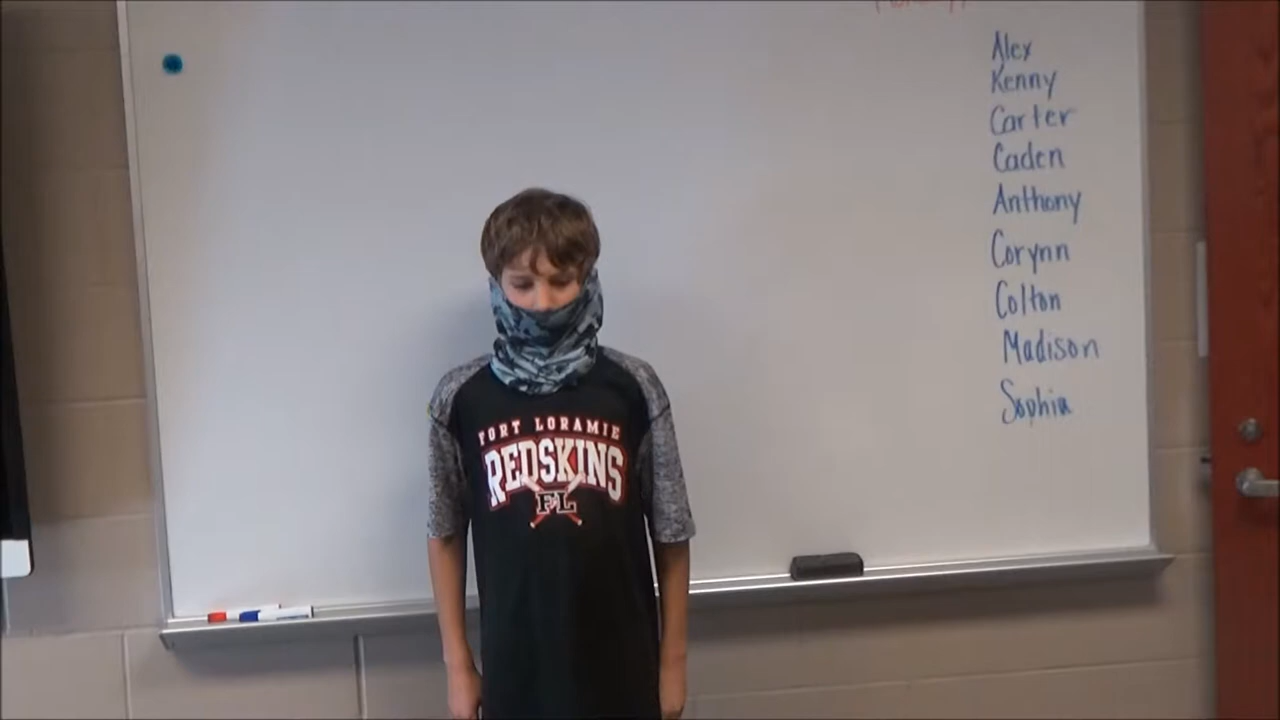 Alex
Kenny
Carter
Caden
Anthony
Corynn
Colton
Madison
Sophia
FORT LORAMIE
REDSKINS
FL